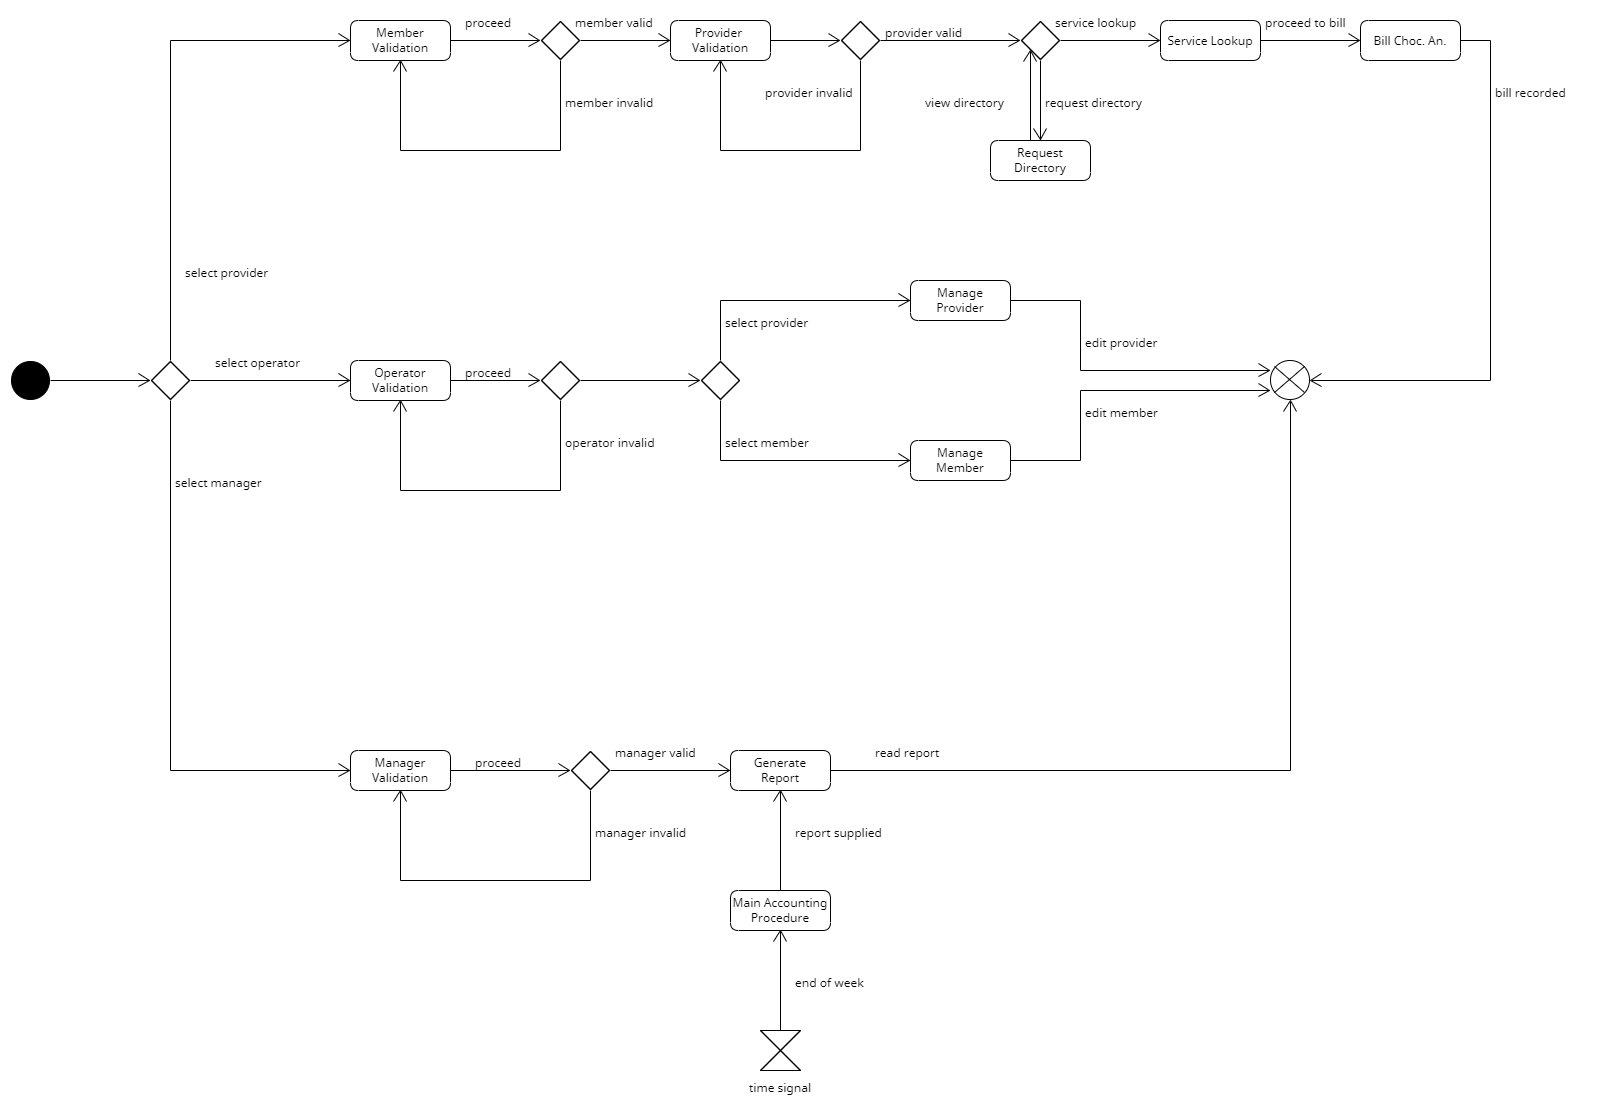 Member
Validation
proceed
member valid
member invalid
Provider
Validation
provider invalid
provider valid
service lookup
view directory
request directory
Request
Directory
Service Lookup
proceed to bill
Bill Choc. An.
bill recorded
select provider
select operator
Operator
Validation
proceed
operator invalid
select provider
select member
Manage
Provider
edit provider
Manage
Member
edit member
select manager
Manager
Validation
proceed
manager valid
manager invalid
Generate
Report
read report
report supplied
Main Accounting
Procedure
end of week
time signal